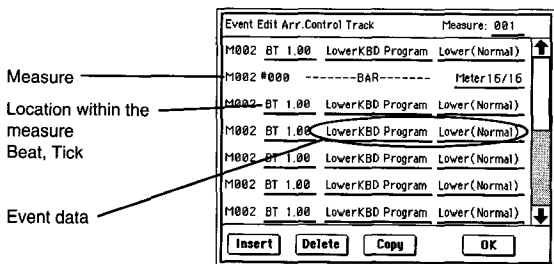 Event Edit Arr.Control Track Measure: 001
M002 BT 1.00 LowerKBD Program Lower(Normal)
Measure
M002 #000 ------BAR------ Meter16/16
Location within the
measure
Beat, Tick
M002 BT 1.00 LowerKBD Program Lower(Normal)
M002 BT 1.00 LowerKBD Program Lower(Normal)
M002 BT 1.00 LowerKBD Program Lower(Normal)
M002 BT 1.00 LowerKBD Program Lower(Normal)
Event data
M002 BT 1.00 LowerKBD Program Lower(Normal)
Insert Delete Copy OK